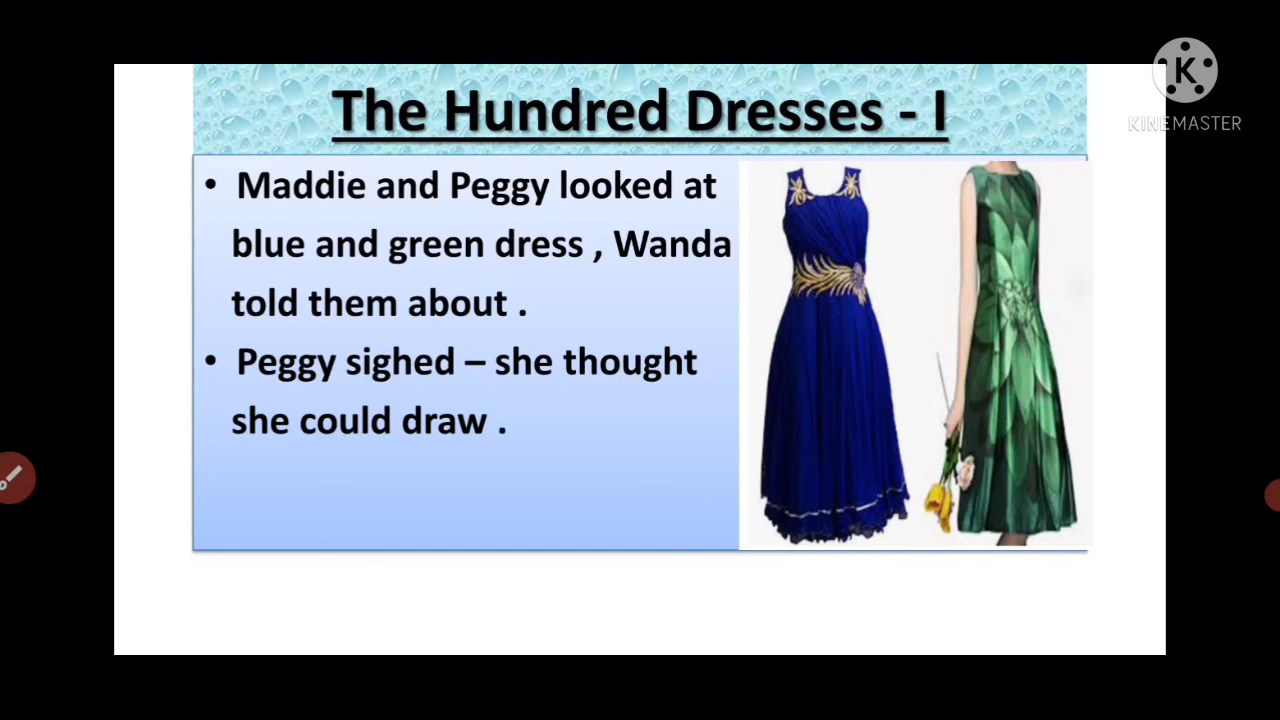 K
KINEMASTER
The Hundred Dresses - I
• Maddie and Peggy looked at
blue and green dress , Wanda
told them about .
• Peggy sighed – she thought
she could draw .